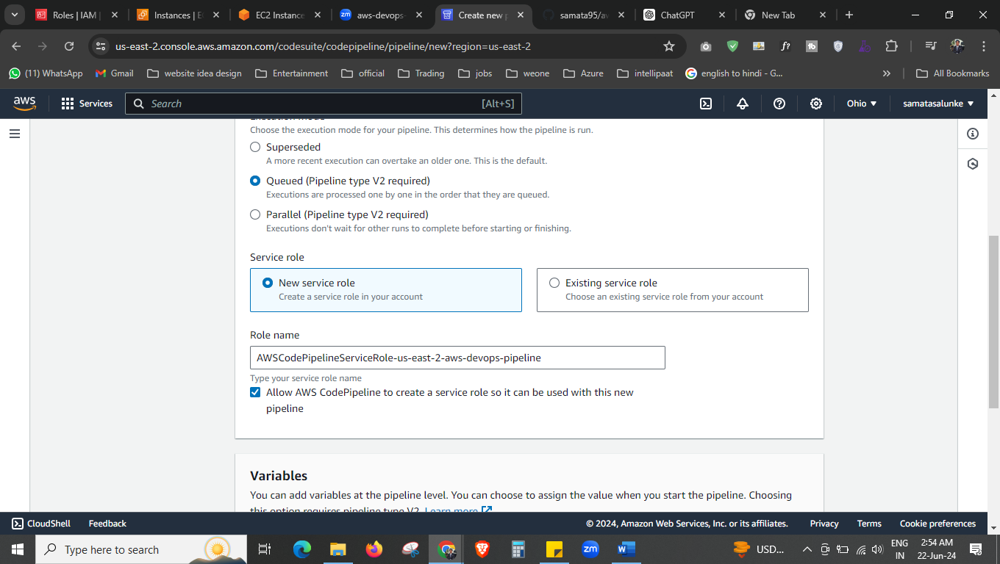 Roles | IAM
Instances | E
EC2 Instance
zm
aws-devops-
Create new p
samata95/aw
ChatGPT
New Tab
us-east-2.console.aws.amazon.com/codesuite/codepipeline/pipeline/new?region=us-east-2
f?
(11) WhatsApp
Gmail
website idea design
Entertainment
official
Trading
jobs
weone
Azure
intellipaat
english to hindi - G...
»
All Bookmarks
aws
Services
Search
[Alt+S]
Ohio
samatasalunke
Execution mode
Choose the execution mode for your pipeline. This determines how the pipeline is run.
Superseded
A more recent execution can overtake an older one. This is the default.
Queued (Pipeline type V2 required)
Executions are processed one by one in the order that they are queued.
Parallel (Pipeline type V2 required)
Executions don't wait for other runs to complete before starting or finishing.
Service role
New service role
Create a service role in your account
Existing service role
Choose an existing service role from your account
Role name
AWSCodePipelineServiceRole-us-east-2-aws-devops-pipeline
Type your service role name
Allow AWS CodePipeline to create a service role so it can be used with this new
pipeline
Variables
You can add variables at the pipeline level. You can choose to assign the value when you start the pipeline. Choosing
this option requires pipeline type V2. Learn more
CloudShell
Feedback
© 2024, Amazon Web Services, Inc. or its affiliates.
Privacy
Terms
Cookie preferences
Type here to search
zm
USD...
ENG
IN
2:54 AM
22-Jun-24